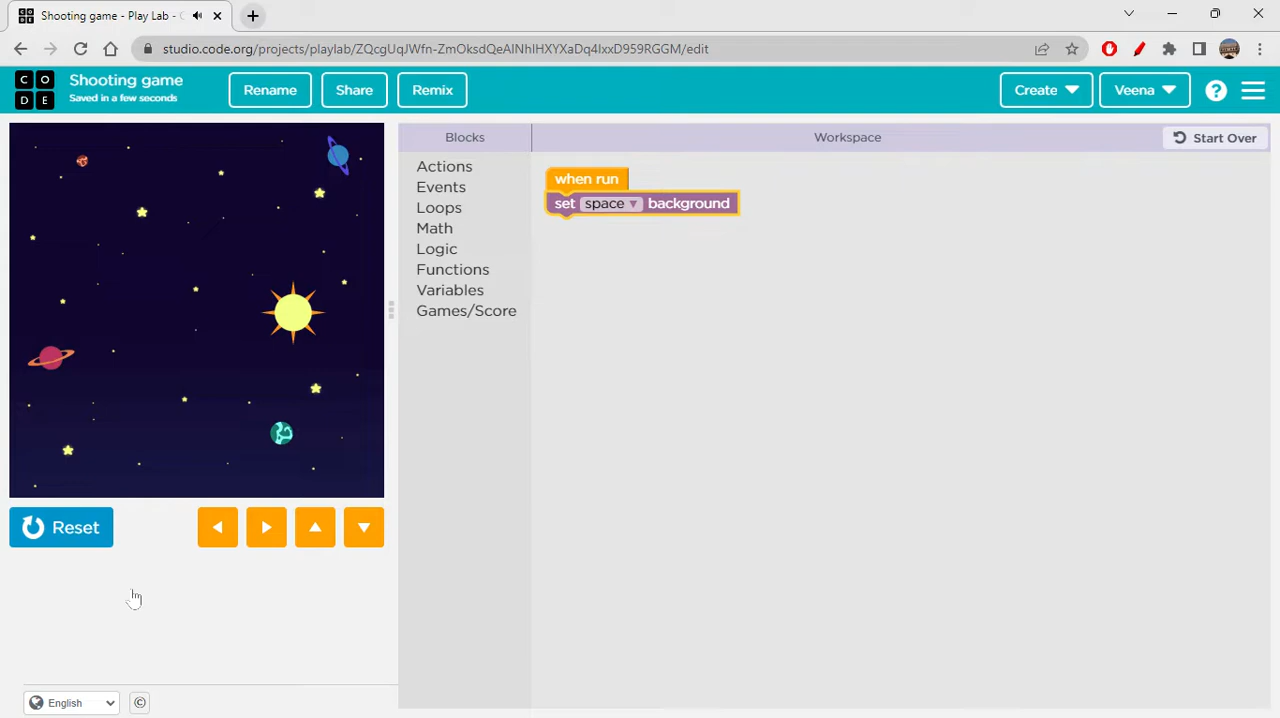 Shooting game - Play Lab - C
studio.code.org/projects/playlab/ZQcgUqJWfn-ZmOksdQeAlNhIHXYXaDq4IxxD959RGGM/edit
C O
D E
Shooting game
Saved in a few seconds
Rename
Share
Remix
Create
Veena
?
Blocks
Workspace
Start Over
Actions
Events
Loops
Math
Logic
Functions
Variables
Games/Score
when run
set space background
Reset
English
©